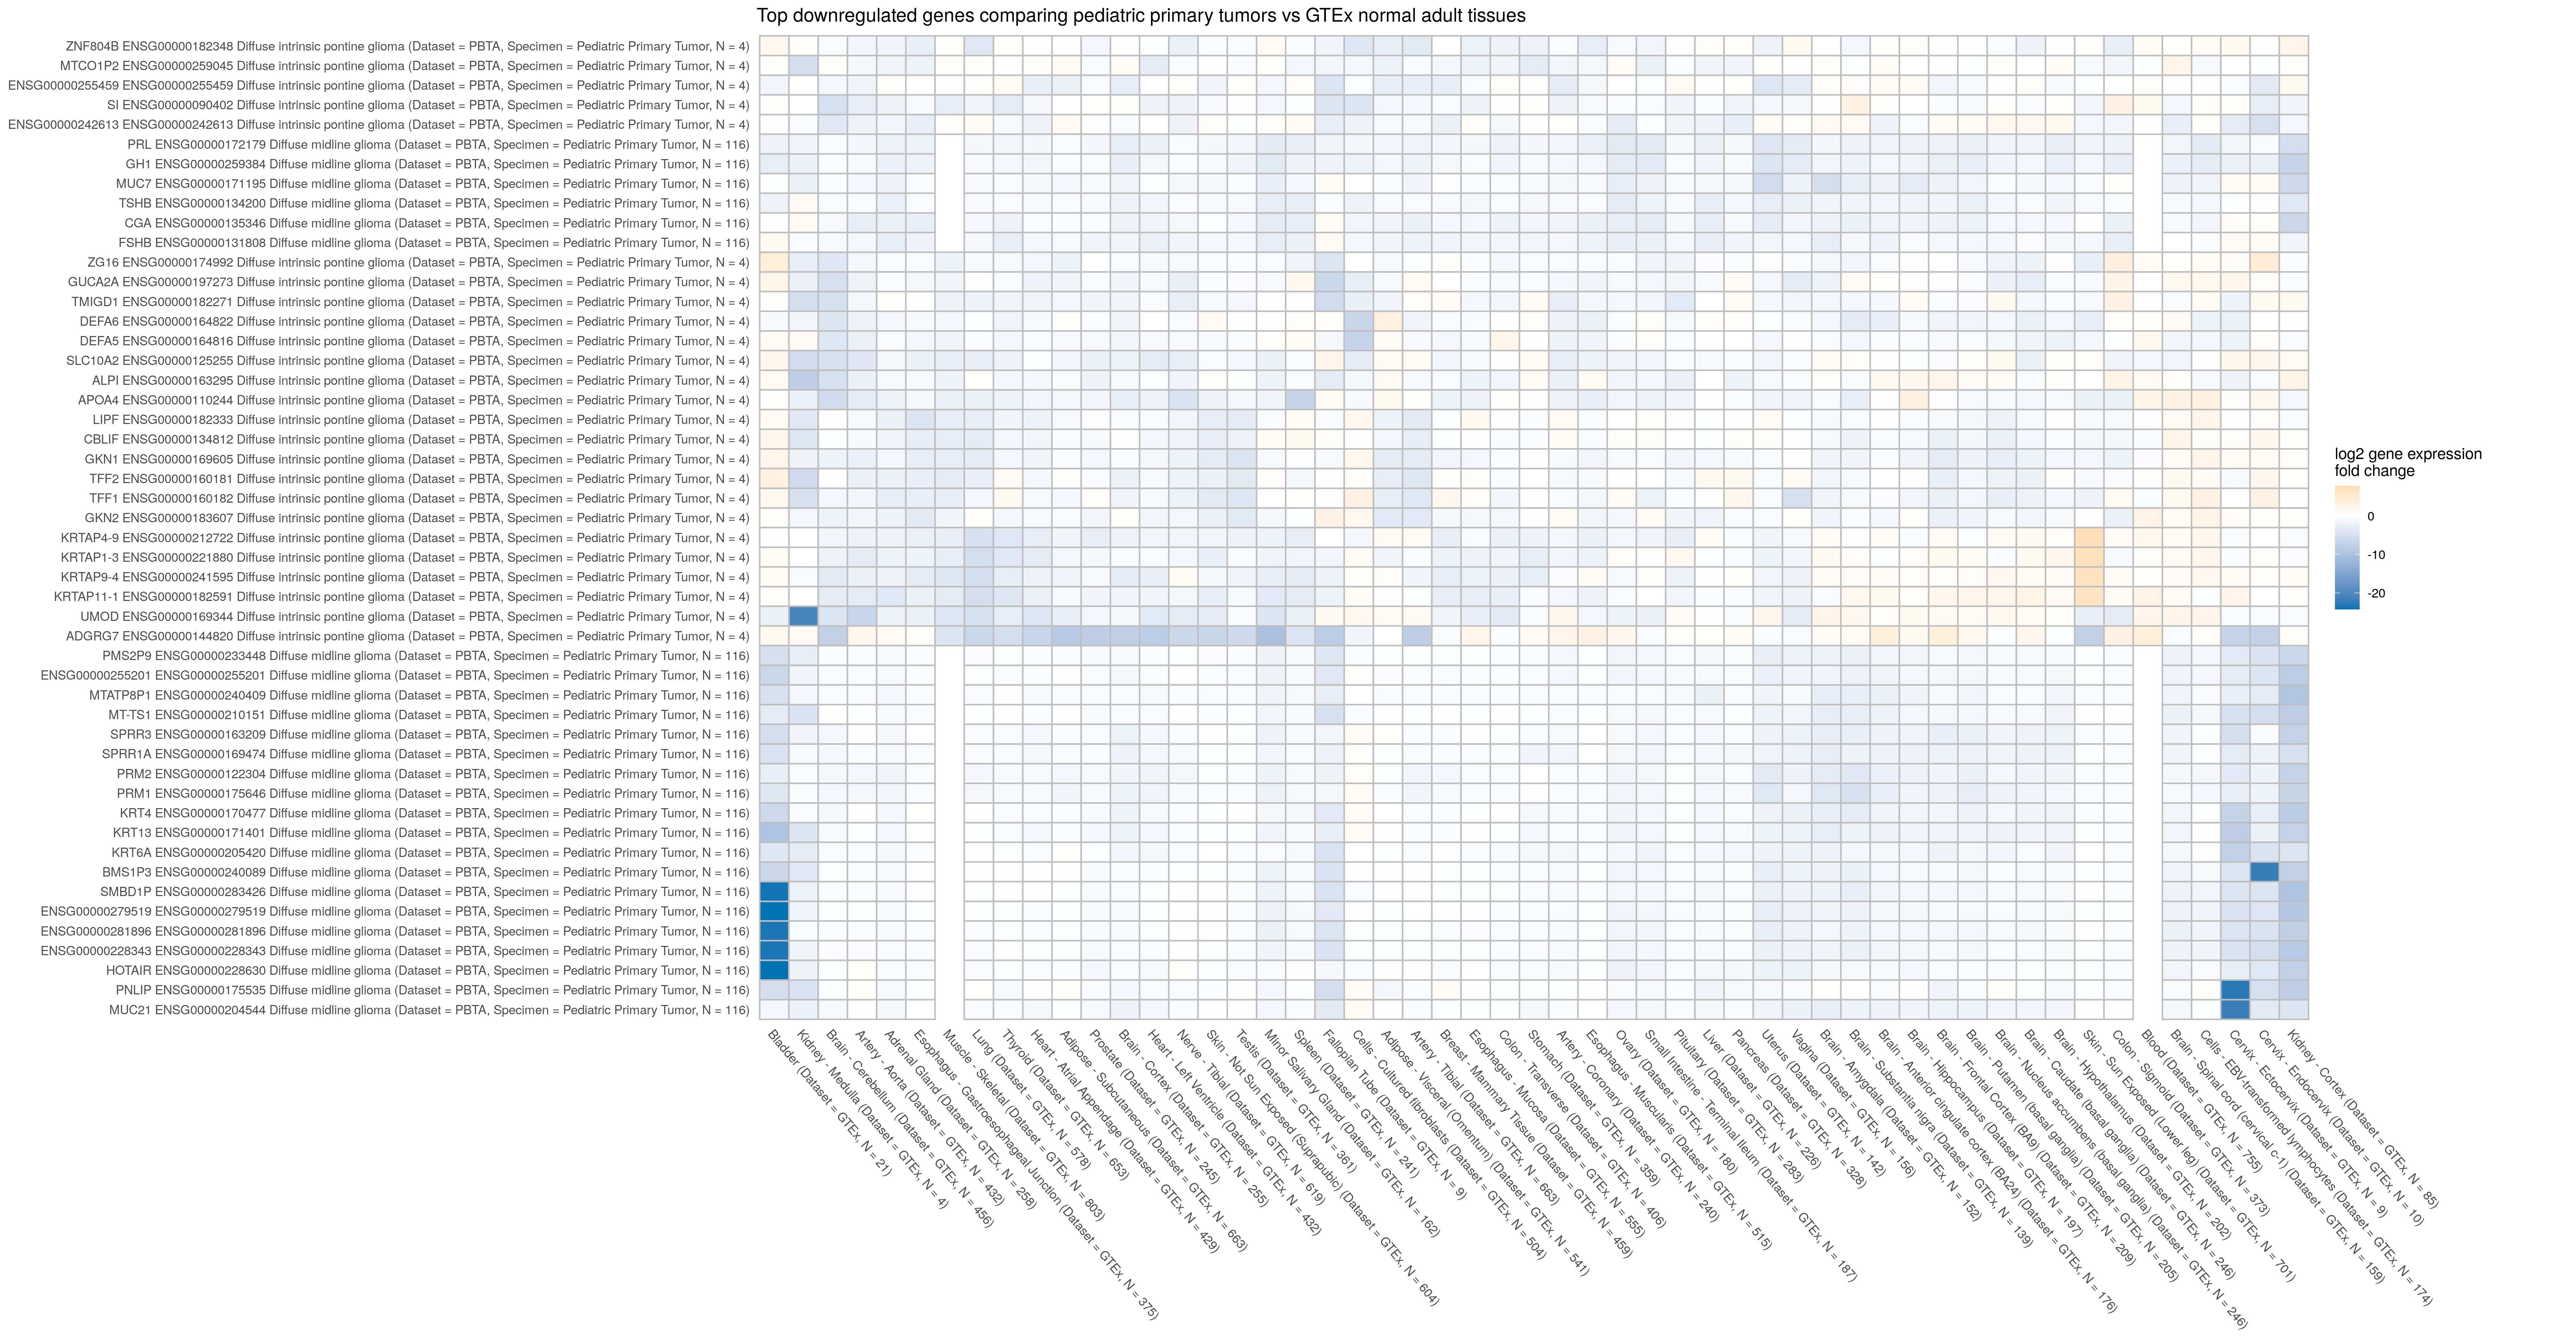 Top downregulated genes comparing pediatric primary tumors vs GTEx normal adult tissues
ZNF804B ENSG00000182348 Diffuse intrinsic pontine glioma (Dataset = PBTA, Specimen = Pediatric Primary Tumor, N = 4)
MTCO1P2 ENSG00000259045 Diffuse intrinsic pontine glioma (Dataset = PBTA, Specimen = Pediatric Primary Tumor, N = 4)
ENSG00000255459 ENSG00000255459 Diffuse intrinsic pontine glioma (Dataset = PBTA, Specimen = Pediatric Primary Tumor, N = 4)
SI ENSG00000090402 Diffuse intrinsic pontine glioma (Dataset = PBTA, Specimen = Pediatric Primary Tumor, N = 4)
ENSG00000242613 ENSG00000242613 Diffuse intrinsic pontine glioma (Dataset = PBTA, Specimen = Pediatric Primary Tumor, N = 4)
PRL ENSG00000172179 Diffuse midline glioma (Dataset = PBTA, Specimen = Pediatric Primary Tumor, N = 116)
GH1 ENSG00000259384 Diffuse midline glioma (Dataset = PBTA, Specimen = Pediatric Primary Tumor, N = 116)
MUC7 ENSG00000171195 Diffuse midline glioma (Dataset = PBTA, Specimen = Pediatric Primary Tumor, N = 116)
TSHB ENSG00000134200 Diffuse midline glioma (Dataset = PBTA, Specimen = Pediatric Primary Tumor, N = 116)
CGA ENSG00000135346 Diffuse midline glioma (Dataset = PBTA, Specimen = Pediatric Primary Tumor, N = 116)
FSHB ENSG00000131808 Diffuse midline glioma (Dataset = PBTA, Specimen = Pediatric Primary Tumor, N = 116)
ZG16 ENSG00000174992 Diffuse intrinsic pontine glioma (Dataset = PBTA, Specimen = Pediatric Primary Tumor, N = 4)
GUCA2A ENSG00000197273 Diffuse intrinsic pontine glioma (Dataset = PBTA, Specimen = Pediatric Primary Tumor, N = 4)
TMIGD1 ENSG00000182271 Diffuse intrinsic pontine glioma (Dataset = PBTA, Specimen = Pediatric Primary Tumor, N = 4)
DEFA6 ENSG00000164822 Diffuse intrinsic pontine glioma (Dataset = PBTA, Specimen = Pediatric Primary Tumor, N = 4)
DEFA5 ENSG00000164816 Diffuse intrinsic pontine glioma (Dataset = PBTA, Specimen = Pediatric Primary Tumor, N = 4)
SLC10A2 ENSG00000125255 Diffuse intrinsic pontine glioma (Dataset = PBTA, Specimen = Pediatric Primary Tumor, N = 4)
ALPI ENSG00000163295 Diffuse intrinsic pontine glioma (Dataset = PBTA, Specimen = Pediatric Primary Tumor, N = 4)
APOA4 ENSG00000110244 Diffuse intrinsic pontine glioma (Dataset = PBTA, Specimen = Pediatric Primary Tumor, N = 4)
LIPF ENSG00000182333 Diffuse intrinsic pontine glioma (Dataset = PBTA, Specimen = Pediatric Primary Tumor, N = 4)
CBLIF ENSG00000134812 Diffuse intrinsic pontine glioma (Dataset = PBTA, Specimen = Pediatric Primary Tumor, N = 4)
GKN1 ENSG00000169605 Diffuse intrinsic pontine glioma (Dataset = PBTA, Specimen = Pediatric Primary Tumor, N = 4)
TFF2 ENSG00000160181 Diffuse intrinsic pontine glioma (Dataset = PBTA, Specimen = Pediatric Primary Tumor, N = 4)
TFF1 ENSG00000160182 Diffuse intrinsic pontine glioma (Dataset = PBTA, Specimen = Pediatric Primary Tumor, N = 4)
GKN2 ENSG00000183607 Diffuse intrinsic pontine glioma (Dataset = PBTA, Specimen = Pediatric Primary Tumor, N = 4)
KRTAP4-9 ENSG00000212722 Diffuse intrinsic pontine glioma (Dataset = PBTA, Specimen = Pediatric Primary Tumor, N = 4)
KRTAP1-3 ENSG00000221880 Diffuse intrinsic pontine glioma (Dataset = PBTA, Specimen = Pediatric Primary Tumor, N = 4)
KRTAP9-4 ENSG00000241595 Diffuse intrinsic pontine glioma (Dataset = PBTA, Specimen = Pediatric Primary Tumor, N = 4)
KRTAP11-1 ENSG00000182591 Diffuse intrinsic pontine glioma (Dataset = PBTA, Specimen = Pediatric Primary Tumor, N = 4)
UMOD ENSG00000169344 Diffuse intrinsic pontine glioma (Dataset = PBTA, Specimen = Pediatric Primary Tumor, N = 4)
ADGRG7 ENSG00000144820 Diffuse intrinsic pontine glioma (Dataset = PBTA, Specimen = Pediatric Primary Tumor, N = 4)
PMS2P9 ENSG00000233448 Diffuse midline glioma (Dataset = PBTA, Specimen = Pediatric Primary Tumor, N = 116)
ENSG00000255201 ENSG00000255201 Diffuse midline glioma (Dataset = PBTA, Specimen = Pediatric Primary Tumor, N = 116)
MTATP8P1 ENSG00000240409 Diffuse midline glioma (Dataset = PBTA, Specimen = Pediatric Primary Tumor, N = 116)
MT-TS1 ENSG00000210151 Diffuse midline glioma (Dataset = PBTA, Specimen = Pediatric Primary Tumor, N = 116)
SPRR3 ENSG00000163209 Diffuse midline glioma (Dataset = PBTA, Specimen = Pediatric Primary Tumor, N = 116)
SPRR1A ENSG00000169474 Diffuse midline glioma (Dataset = PBTA, Specimen = Pediatric Primary Tumor, N = 116)
PRM2 ENSG00000122304 Diffuse midline glioma (Dataset = PBTA, Specimen = Pediatric Primary Tumor, N = 116)
PRM1 ENSG00000175646 Diffuse midline glioma (Dataset = PBTA, Specimen = Pediatric Primary Tumor, N = 116)
KRT4 ENSG00000170477 Diffuse midline glioma (Dataset = PBTA, Specimen = Pediatric Primary Tumor, N = 116)
KRT13 ENSG00000171401 Diffuse midline glioma (Dataset = PBTA, Specimen = Pediatric Primary Tumor, N = 116)
KRT6A ENSG00000205420 Diffuse midline glioma (Dataset = PBTA, Specimen = Pediatric Primary Tumor, N = 116)
BMS1P3 ENSG00000240089 Diffuse midline glioma (Dataset = PBTA, Specimen = Pediatric Primary Tumor, N = 116)
SMBD1P ENSG00000283426 Diffuse midline glioma (Dataset = PBTA, Specimen = Pediatric Primary Tumor, N = 116)
ENSG00000279519 ENSG00000279519 Diffuse midline glioma (Dataset = PBTA, Specimen = Pediatric Primary Tumor, N = 116)
ENSG00000281896 ENSG00000281896 Diffuse midline glioma (Dataset = PBTA, Specimen = Pediatric Primary Tumor, N = 116)
ENSG00000228343 ENSG00000228343 Diffuse midline glioma (Dataset = PBTA, Specimen = Pediatric Primary Tumor, N = 116)
HOTAIR ENSG00000228630 Diffuse midline glioma (Dataset = PBTA, Specimen = Pediatric Primary Tumor, N = 116)
PNLIP ENSG00000175535 Diffuse midline glioma (Dataset = PBTA, Specimen = Pediatric Primary Tumor, N = 116)
MUC21 ENSG00000204544 Diffuse midline glioma (Dataset = PBTA, Specimen = Pediatric Primary Tumor, N = 116)
Bladder (Dataset = GTEx, N = 21)
Kidney - Medulla (Dataset = GTEx, N = 4)
Brain - Cerebellum (Dataset = GTEx, N = 456)
Artery - Aorta (Dataset = GTEx, N = 432)
Adrenal Gland (Dataset = GTEx, N = 258)
Esophagus - Gastroesophageal Junction (Dataset = GTEx, N = 375)
Muscle - Skeletal (Dataset = GTEx, N = 803)
Lung (Dataset = GTEx, N = 578)
Thyroid (Dataset = GTEx, N = 653)
Heart - Atrial Appendage (Dataset = GTEx, N = 429)
Adipose - Subcutaneous (Dataset = GTEx, N = 663)
Prostate (Dataset = GTEx, N = 245)
Brain - Cortex (Dataset = GTEx, N = 255)
Heart - Left Ventricle (Dataset = GTEx, N = 432)
Nerve - Tibial (Dataset = GTEx, N = 619)
Skin - Not Sun Exposed (Suprapubic) (Dataset = GTEx, N = 604)
Testis (Dataset = GTEx, N = 361)
Minor Salivary Gland (Dataset = GTEx, N = 162)
Spleen (Dataset = GTEx, N = 241)
Fallopian Tube (Dataset = GTEx, N = 9)
Cells - Cultured fibroblasts (Dataset = GTEx, N = 504)
Adipose - Visceral (Omentum) (Dataset = GTEx, N = 541)
Artery - Tibial (Dataset = GTEx, N = 663)
Breast - Mammary Tissue (Dataset = GTEx, N = 459)
Esophagus - Mucosa (Dataset = GTEx, N = 555)
Colon - Transverse (Dataset = GTEx, N = 406)
Stomach (Dataset = GTEx, N = 359)
Artery - Coronary (Dataset = GTEx, N = 240)
Esophagus - Muscularis (Dataset = GTEx, N = 515)
Ovary (Dataset = GTEx, N = 180)
Small Intestine - Terminal Ileum (Dataset = GTEx, N = 187)
Pituitary (Dataset = GTEx, N = 283)
Liver (Dataset = GTEx, N = 226)
Pancreas (Dataset = GTEx, N = 328)
Uterus (Dataset = GTEx, N = 142)
Vagina (Dataset = GTEx, N = 156)
Brain - Amygdala (Dataset = GTEx, N = 152)
Brain - Substantia nigra (Dataset = GTEx, N = 139)
Brain - Anterior cingulate cortex (BA24) (Dataset = GTEx, N = 176)
Brain - Hippocampus (Dataset = GTEx, N = 197)
Brain - Frontal Cortex (BA9) (Dataset = GTEx, N = 209)
Brain - Putamen (basal ganglia) (Dataset = GTEx, N = 205)
Brain - Nucleus accumbens (basal ganglia) (Dataset = GTEx, N = 246)
Brain - Caudate (basal ganglia) (Dataset = GTEx, N = 246)
Brain - Hypothalamus (Dataset = GTEx, N = 202)
Skin - Sun Exposed (Lower leg) (Dataset = GTEx, N = 701)
Colon - Sigmoid (Dataset = GTEx, N = 373)
Blood (Dataset = GTEx, N = 755)
Brain - Spinal cord (cervical c-1) (Dataset = GTEx, N = 159)
Cells - EBV-transformed lymphocytes (Dataset = GTEx, N = 174)
Cervix - Ectocervix (Dataset = GTEx, N = 9)
Cervix - Endocervix (Dataset = GTEx, N = 10)
Kidney - Cortex (Dataset = GTEx, N = 85)
log2 gene expression
fold change
0
-10
-20